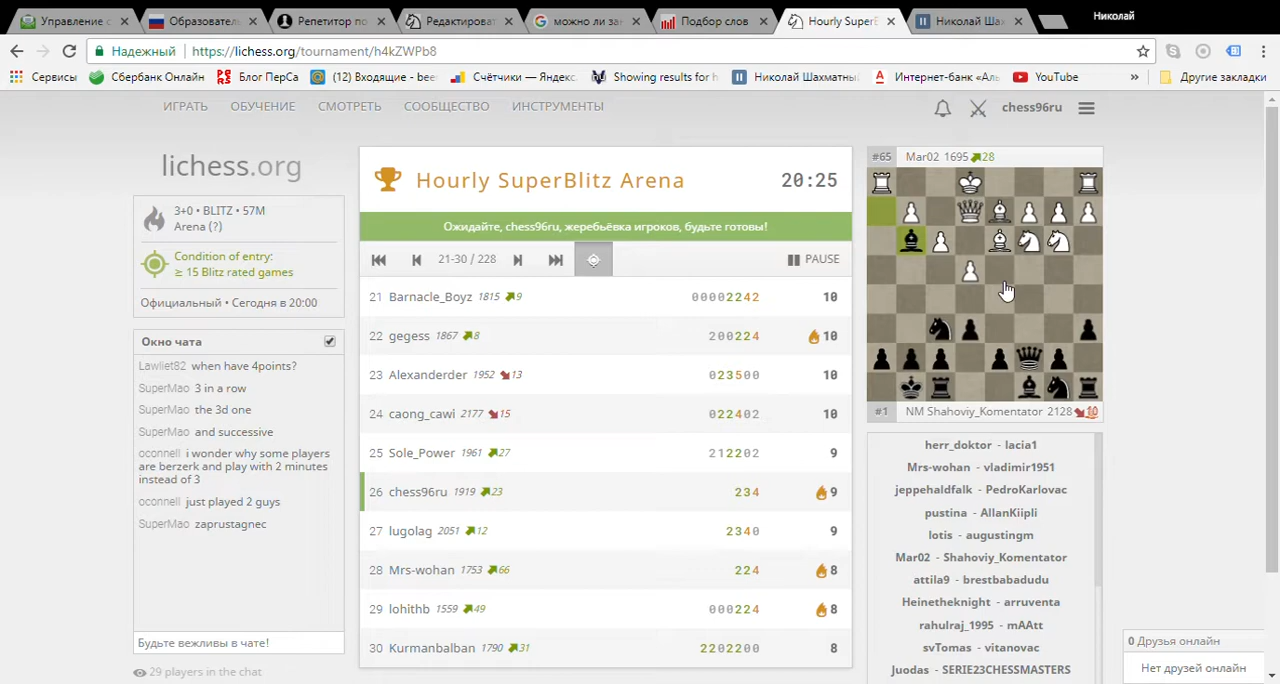 Управление с
Образовател
Репетитор по
Редактироват
можно ли за
Подбор слов
Hourly SuperB
Николай Шах
Николай
Надежный
https://lichess.org/tournament/h4kZWPb8
Сервисы
Сбербанк Онлайн
Блог ПерСа
(12) Входящие - bee
Счётчики — Яндекс.
Showing results for h
Николай Шахматны
Интернет-банк «Аль
YouTube
»
Другие закладки
ИГРАТЬ
ОБУЧЕНИЕ
СМОТРЕТЬ
СООБЩЕСТВО
ИНСТРУМЕНТЫ
chess96ru
lichess.org
3+0 • BLITZ • 57M
Arena (?)
Condition of entry:
≥ 15 Blitz rated games
Официальный • Сегодня в 20:00
Окно чата
Lawliet82 when have 4points?
SuperMao 3 in a row
SuperMao the 3d one
SuperMao and successive
oconnell i wonder why some players
are berzerk and play with 2 minutes
instead of 3
oconnell just played 2 guys
SuperMao zaprustagnec
Будьте вежливы в чате!
29 players in the chat
Hourly SuperBlitz Arena
20:25
Ожидайте, chess96ru, жеребьёвка игроков, будьте готовы!
21-30 / 228
PAUSE
21 Barnacle_Boyz 1815 9 00002242 10
22 gegess 1867 8 200224 10
23 Alexanderder 1952 13 023500 10
24 caong_cawi 2177 15 022402 10
25 Sole_Power 1961 27 212202 9
26 chess96ru 1919 23 234 9
27 lugolag 2051 12 2340 9
28 Mrs-wohan 1753 66 224 8
29 lohithb 1559 49 000224 8
30 Kurmanbalban 1790 31 2202200 8
#65 Mar02 1695 28
#1 NM Shahoviy_Komentator 2128 10
herr_doktor - lacia1
Mrs-wohan - vladimir1951
jeppehaldfalk - PedroKarlovac
pustina - AllanKiipli
lotis - augustingm
Mar02 - Shahoviy_Komentator
attila9 - brestbabadudu
Heinetheknight - arruventa
rahulraj_1995 - mAAtt
svTomas - vitanovac
Juodas - SERIE23CHESSMASTERS
0 Друзья онлайн
Нет друзей онлайн